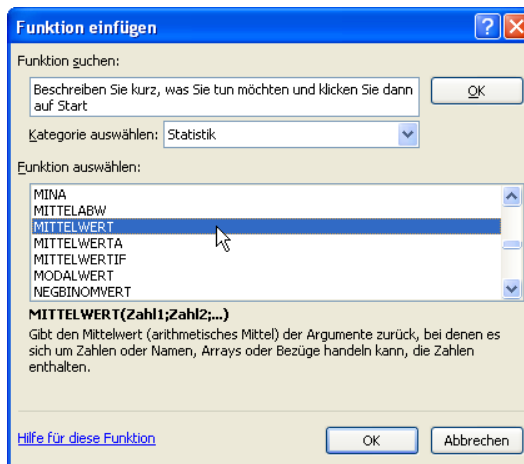 Funktion einfügen
Funktion suchen:
Beschreiben Sie kurz, was Sie tun möchten und klicken Sie dann
auf Start
OK
Kategorie auswählen: Statistik
Funktion auswählen:
MINA
MITTELABW
MITTELWERT
MITTELWERTA
MITTELWERTIF
MODALWERT
NEGBINOMVERT
MITTELWERT(Zahl1;Zahl2;...)
Gibt den Mittelwert (arithmetisches Mittel) der Argumente zurück, bei denen es
sich um Zahlen oder Namen, Arrays oder Bezüge handeln kann, die Zahlen
enthalten.
Hilfe für diese Funktion
OK Abbrechen